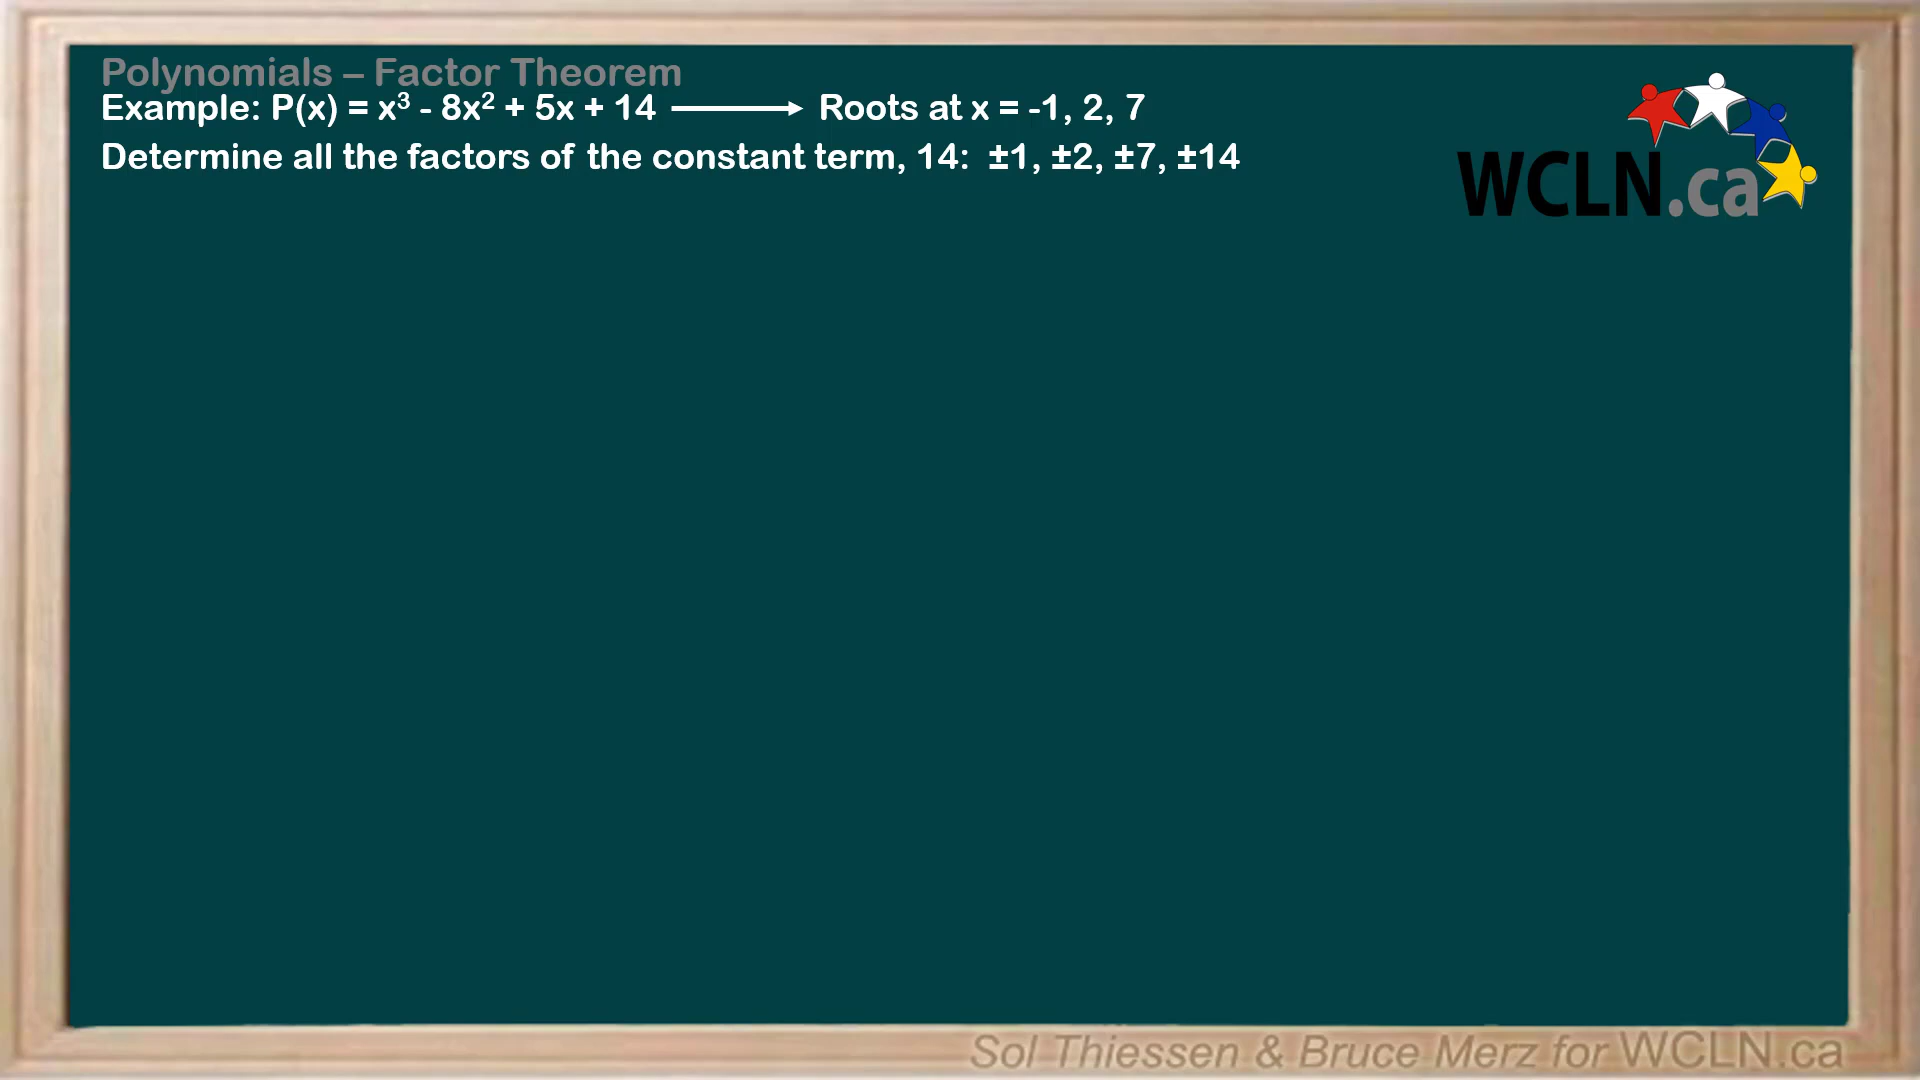 Polynomials – Factor Theorem
Example: P(x) = x³ - 8x² + 5x + 14 ⟶ Roots at x = -1, 2, 7
Determine all the factors of the constant term, 14: ±1, ±2, ±7, ±14
WCLN.ca
Sol Thiessen & Bruce Merz for WCLN.ca